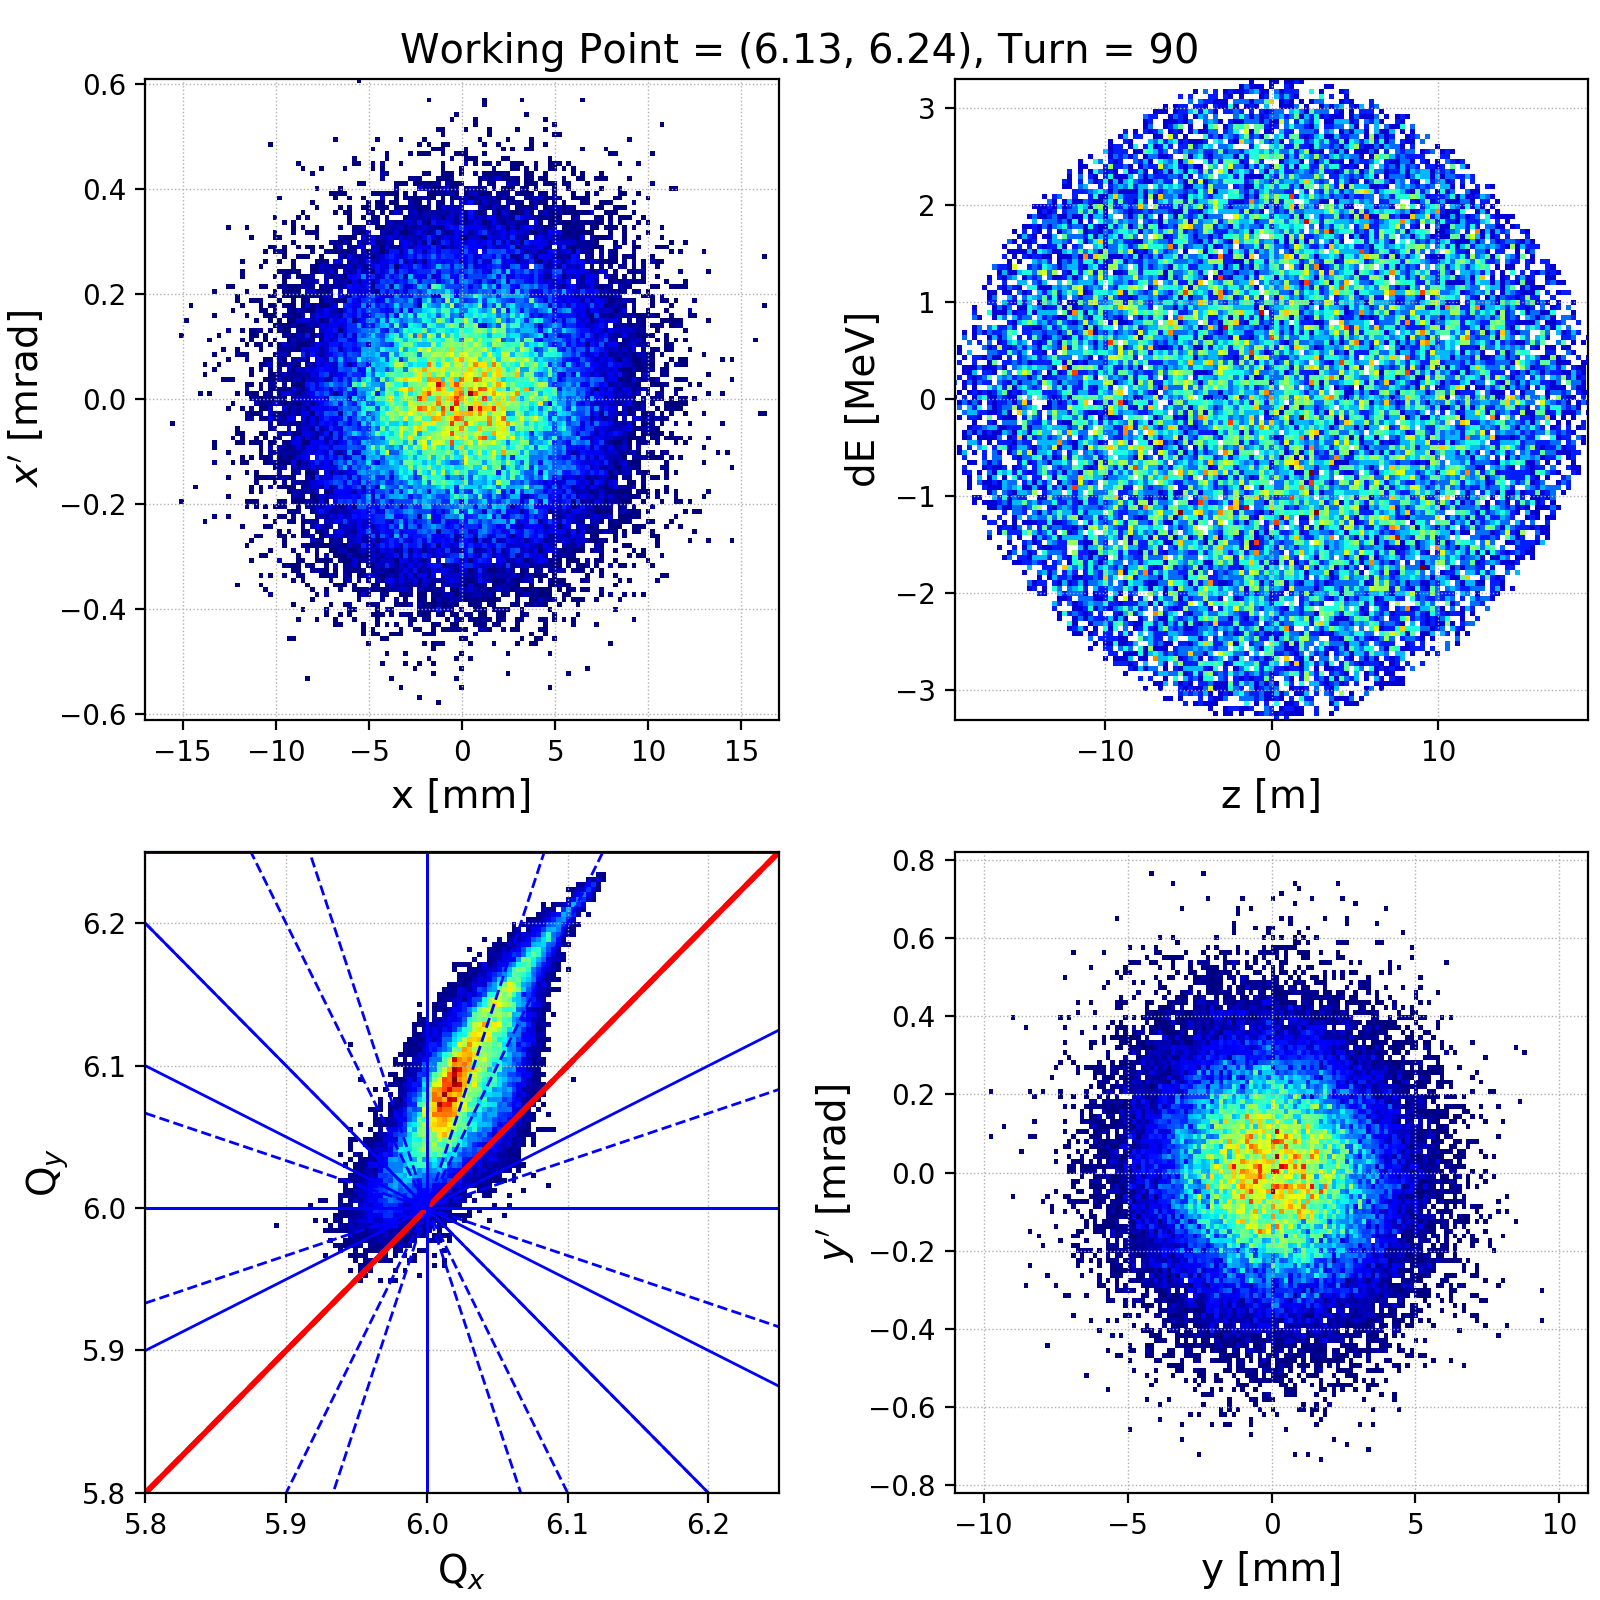 Working Point = (6.13, 6.24), Turn = 90
0.6
0.4
0.2
0.0
−0.2
−0.4
−0.6
x′ [mrad]
−15 −10 −5 0 5 10 15
x [mm]
3
2
1
0
−1
−2
−3
dE [MeV]
−10 0 10
z [m]
6.2
6.1
6.0
5.9
5.8
Qy
5.8 5.9 6.0 6.1 6.2
Qx
0.8
0.6
0.4
0.2
0.0
−0.2
−0.4
−0.6
−0.8
y′ [mrad]
−10 −5 0 5 10
y [mm]